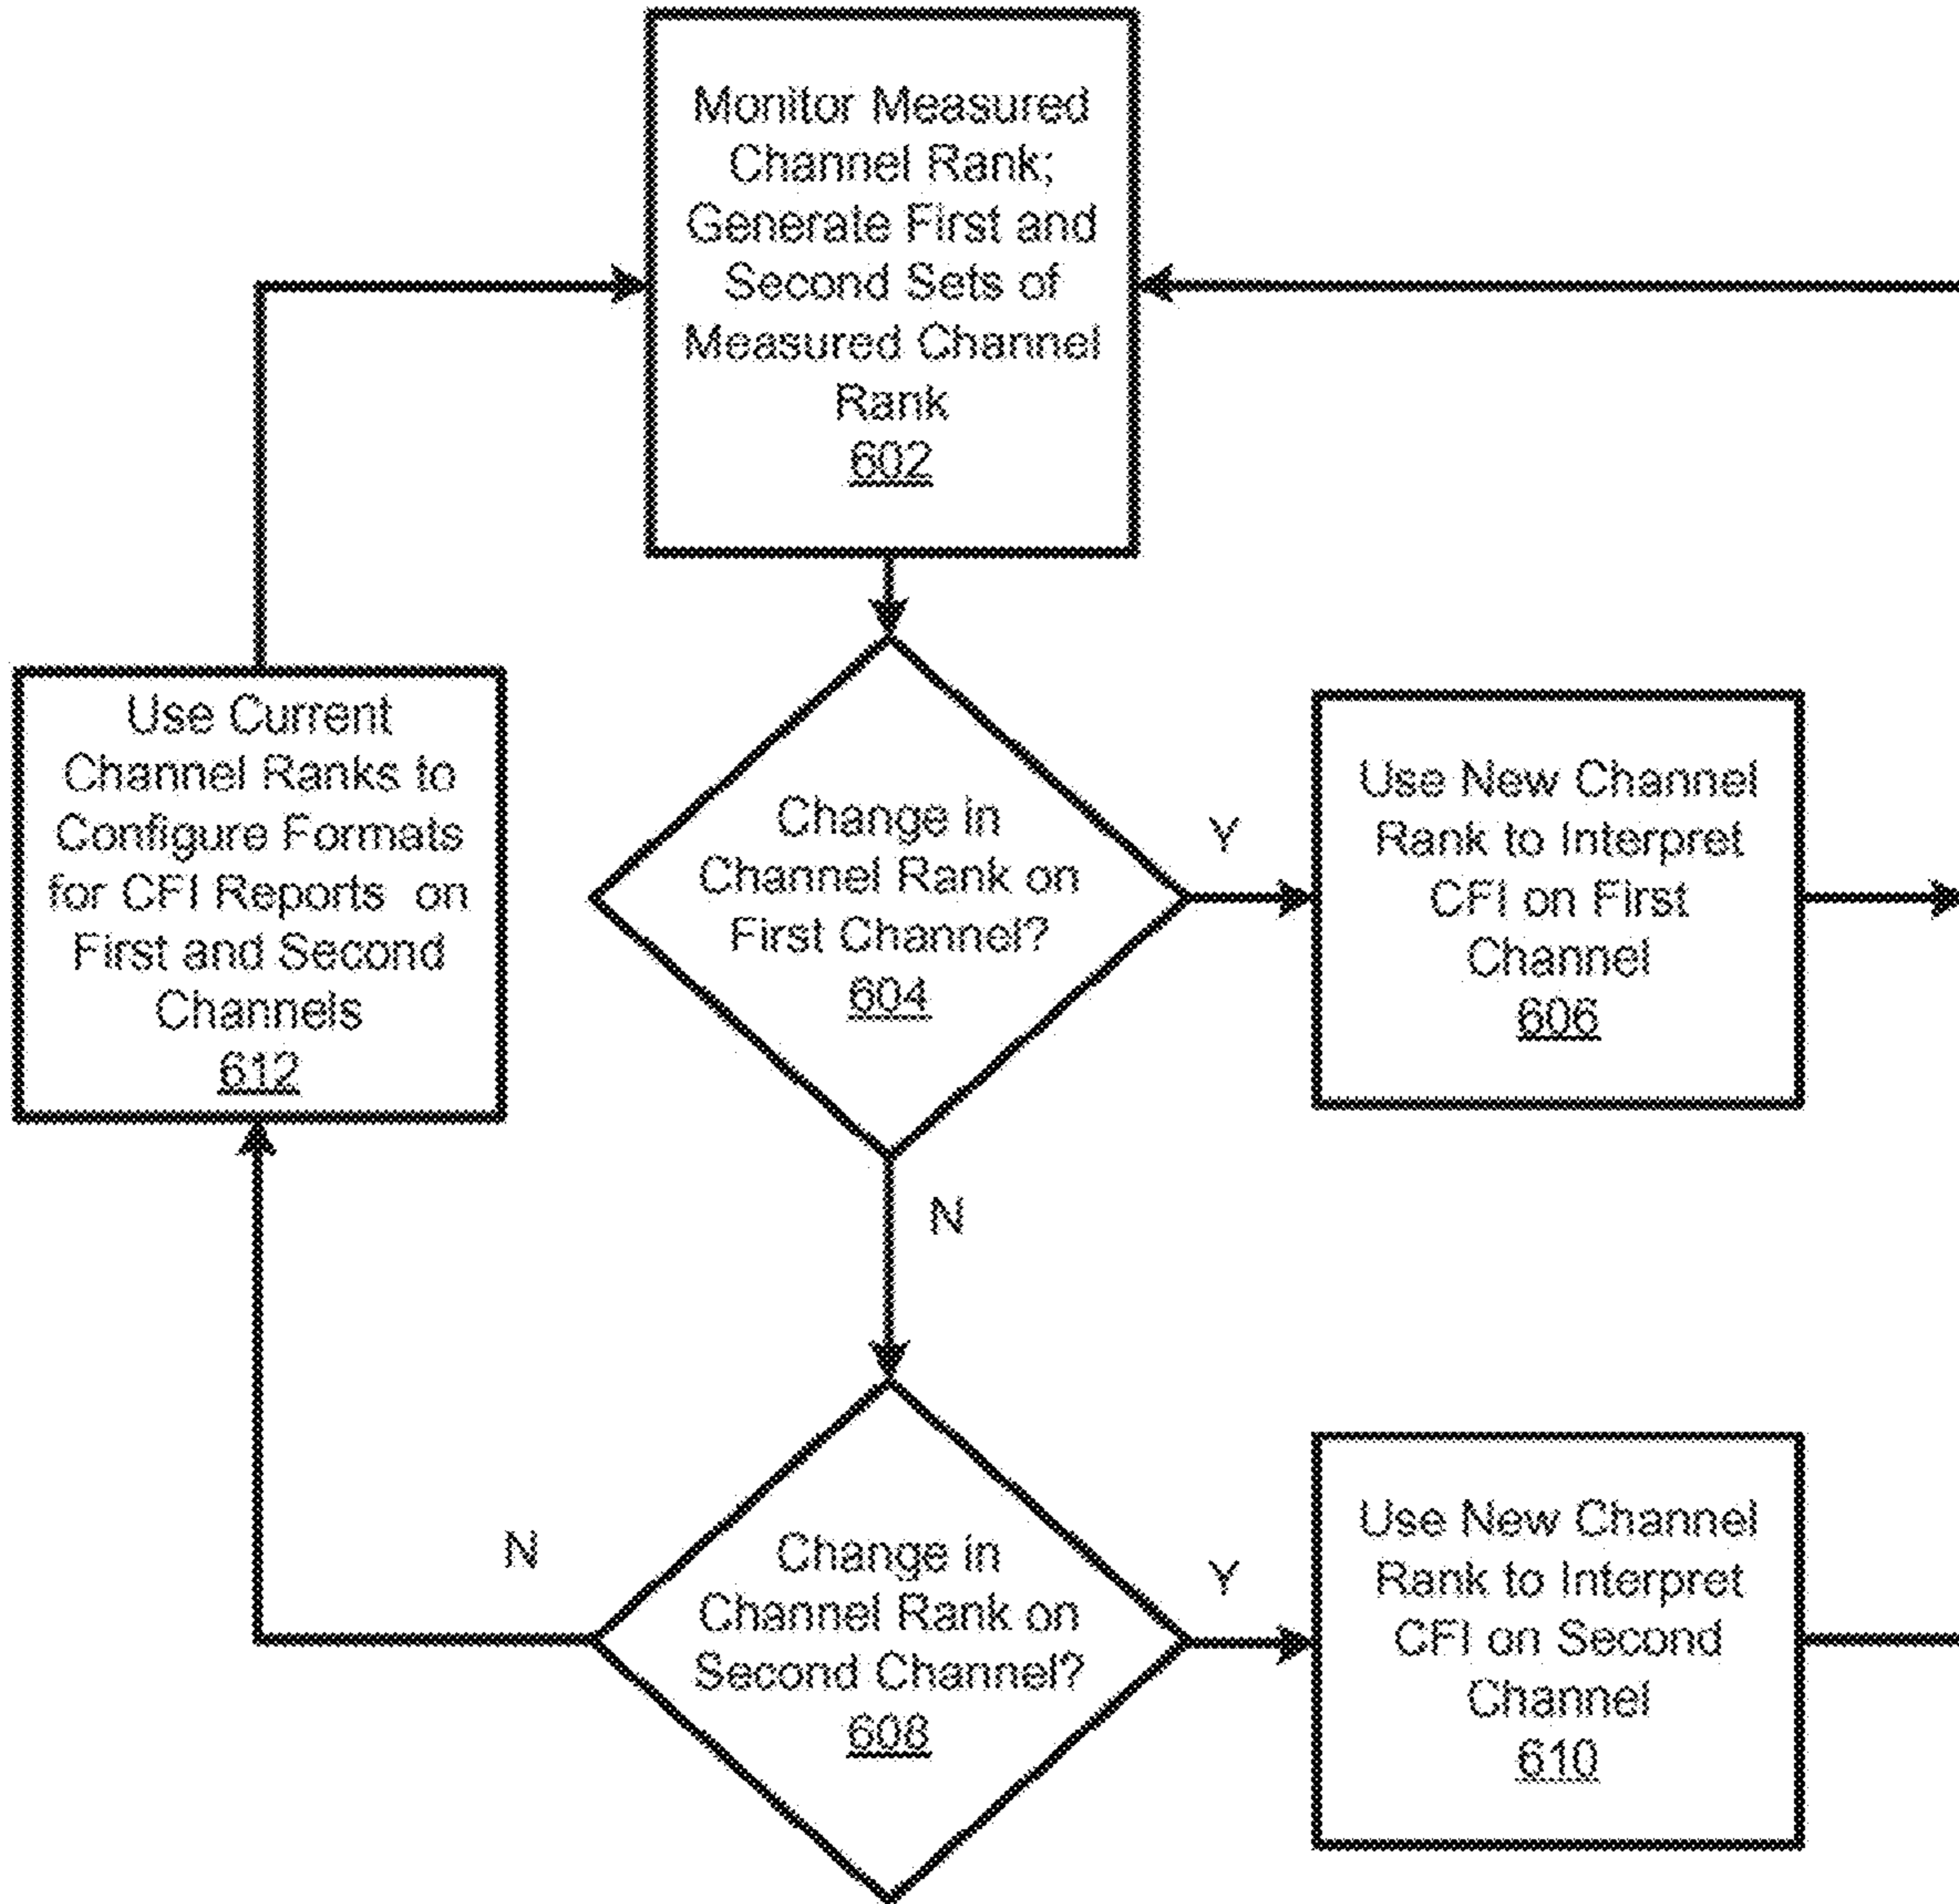 Monitor Measured
Channel Rank;
Generate First and
Second Sets of
Measured Channel
Rank
602
Use Current
Channel Ranks to
Configure Formats
for CFI Reports on
First and Second
Channels
612
Change in
Channel Rank on
First Channel?
604
Y
Use New Channel
Rank to Interpret
CFI on First
Channel
606
N
Change in
Channel Rank on
Second Channel?
608
N
Y
Use New Channel
Rank to Interpret
CFI on Second
Channel
610